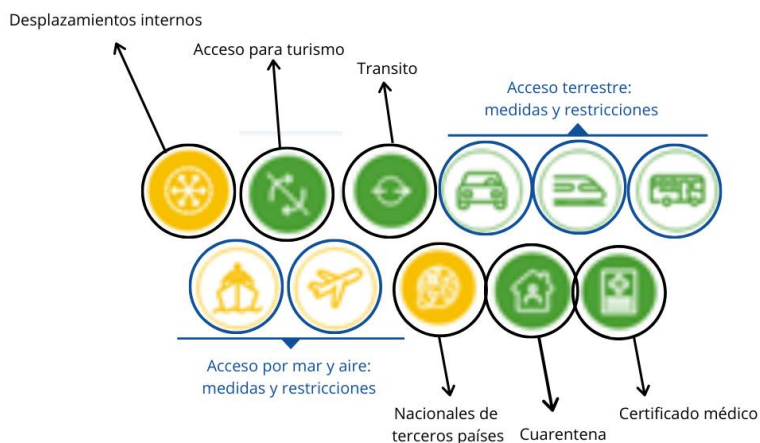 Desplazamientos internos
Acceso para turismo
Transito
Acceso terrestre:
medidas y restricciones
Acceso por mar y aire:
medidas y restricciones
Nacionales de
terceros países
Cuarentena
Certificado médico